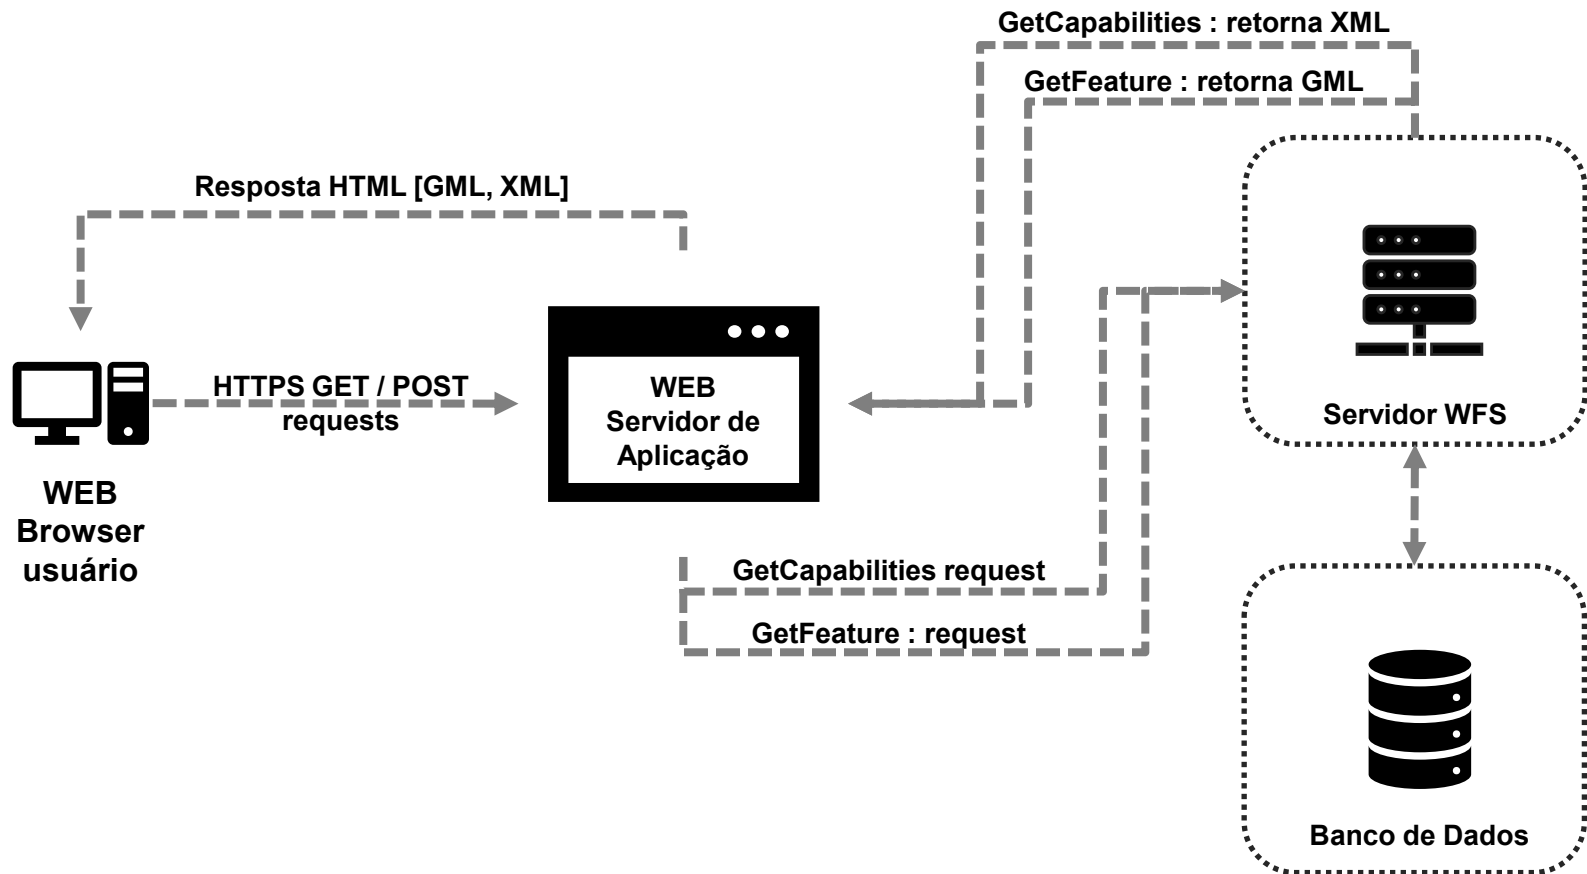 GetCapabilities : retorna XML
GetFeature : retorna GML
Resposta HTML [GML, XML]
HTTPS GET / POST
requests
WEB
Servidor de
Aplicação
Servidor WFS
WEB
Browser
usuário
GetCapabilities request
GetFeature : request
Banco de Dados